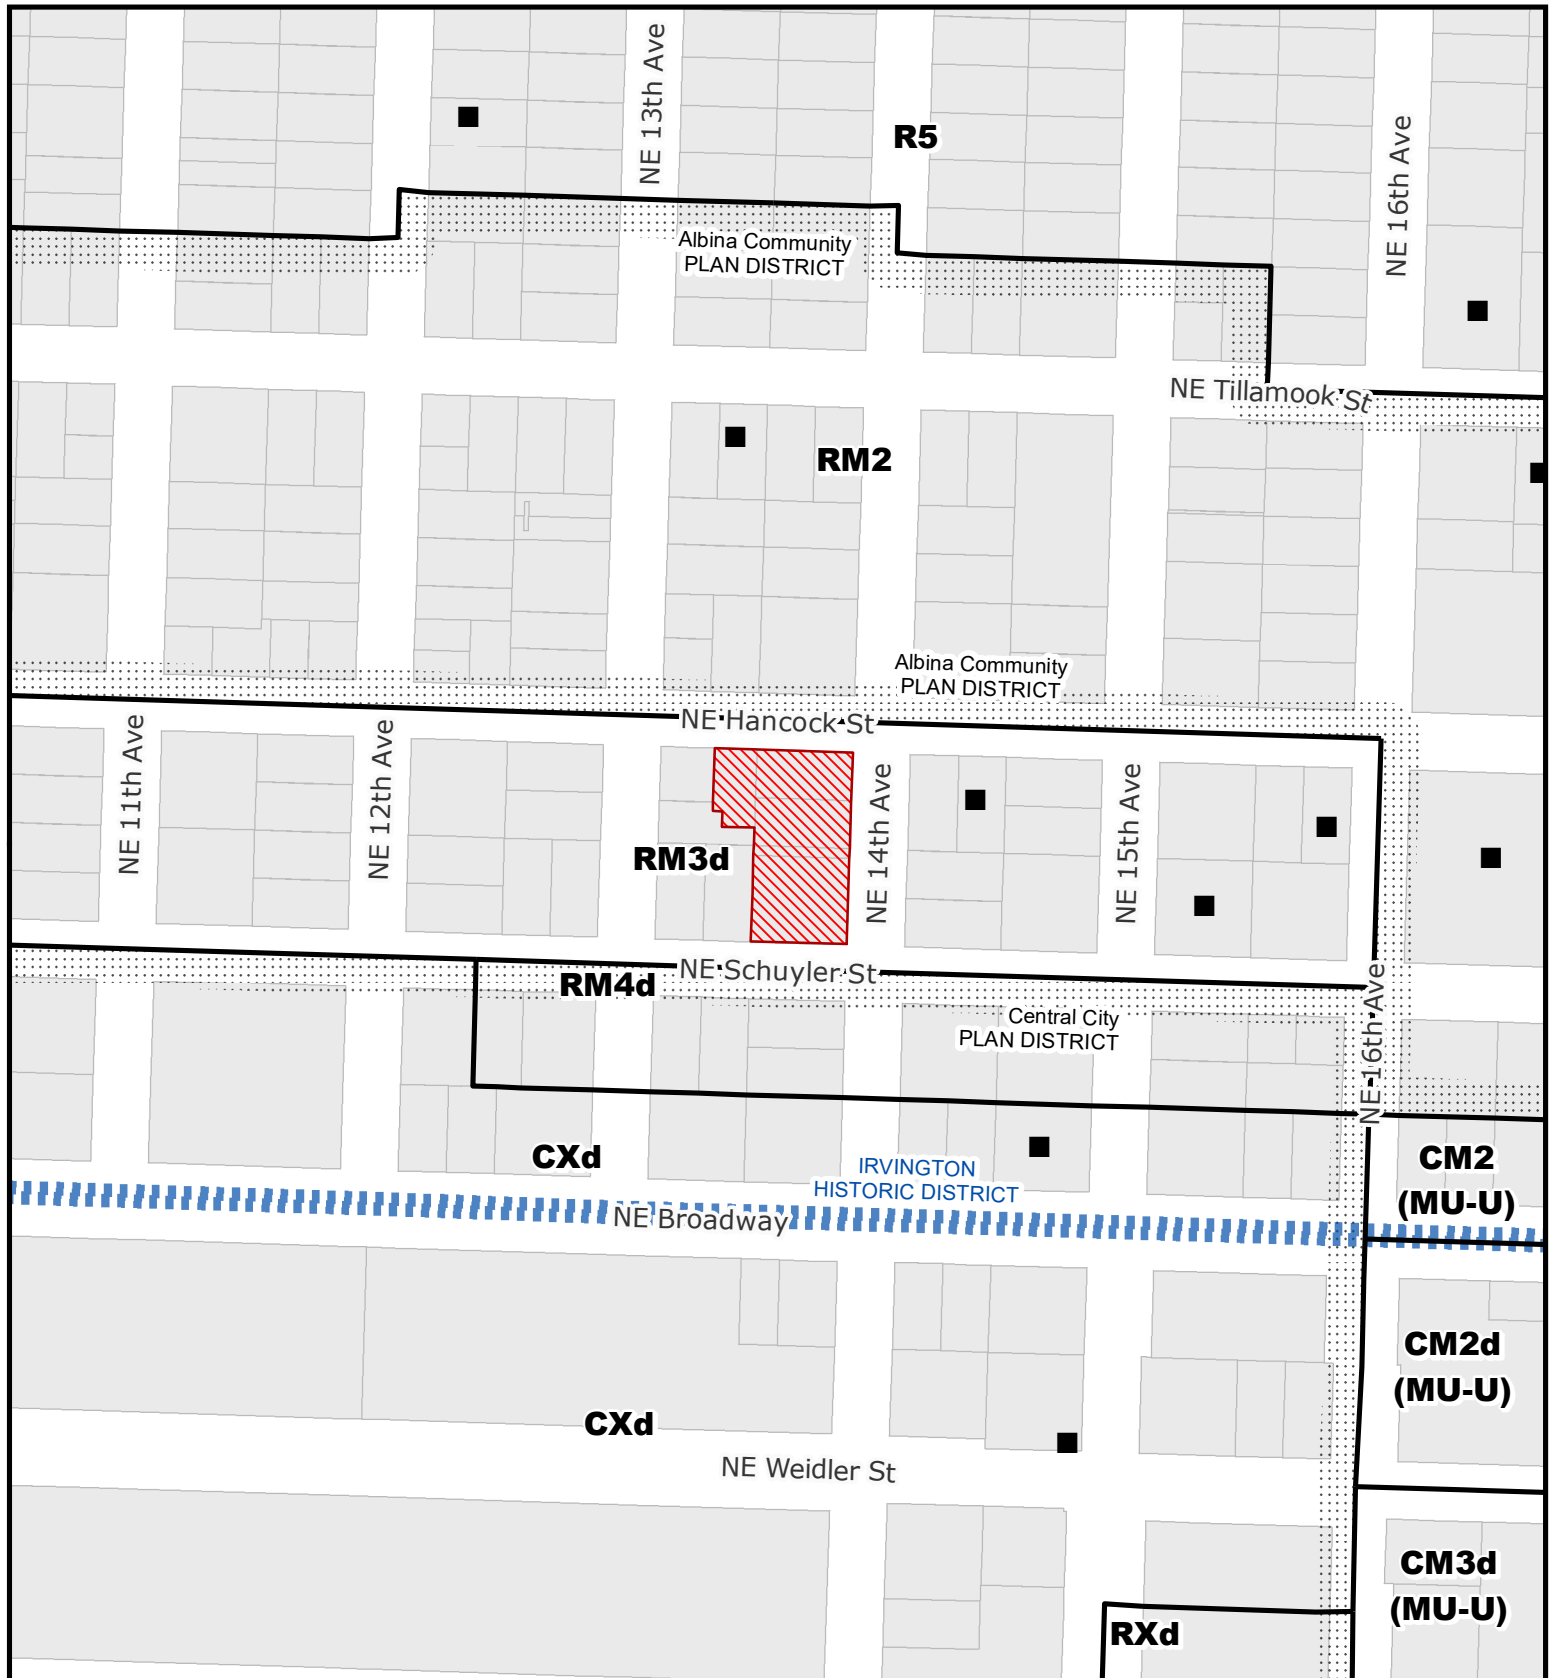 NE 13th Ave
R5
NE 16th Ave
Albina Community
PLAN DISTRICT
NE Tillamook St
RM2
Albina Community
PLAN DISTRICT
NE Hancock St
NE 11th Ave
NE 12th Ave
NE 14th Ave
NE 15th Ave
RM3d
NE Schuyler St
RM4d
NE 16th Ave
Central City
PLAN DISTRICT
CXd
IRVINGTON
HISTORIC DISTRICT
CM2
(MU-U)
NE Broadway
CM2d
(MU-U)
CXd
NE Weidler St
CM3d
(MU-U)
RXd